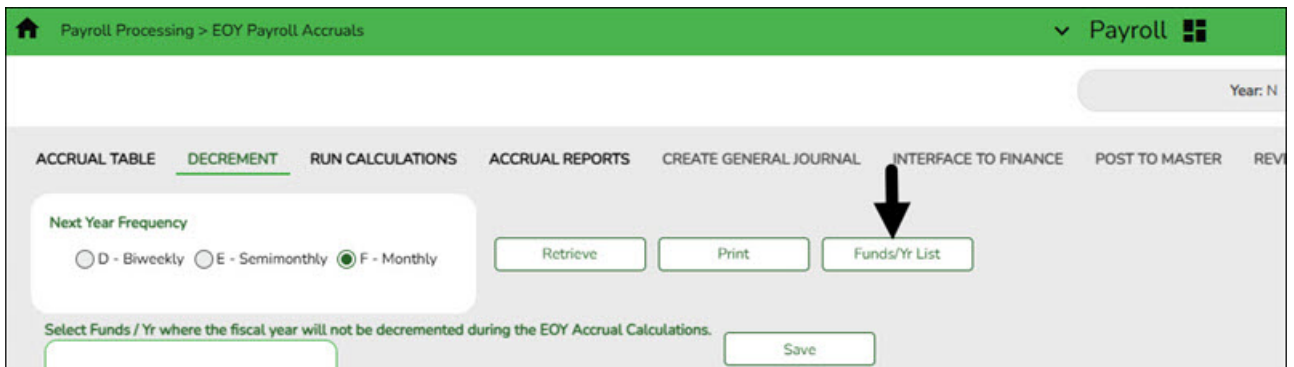 Payroll Processing > EOY Payroll Accruals
Payroll
Year: N
ACCRUAL TABLE DECREMENT RUN CALCULATIONS ACCRUAL REPORTS CREATE GENERAL JOURNAL INTERFACE TO FINANCE POST TO MASTER REVI
Next Year Frequency
D - Biweekly E - Semimonthly F - Monthly
Retrieve Print Funds/Yr List
Select Funds / Yr where the fiscal year will not be decremented during the EOY Accrual Calculations.
Save